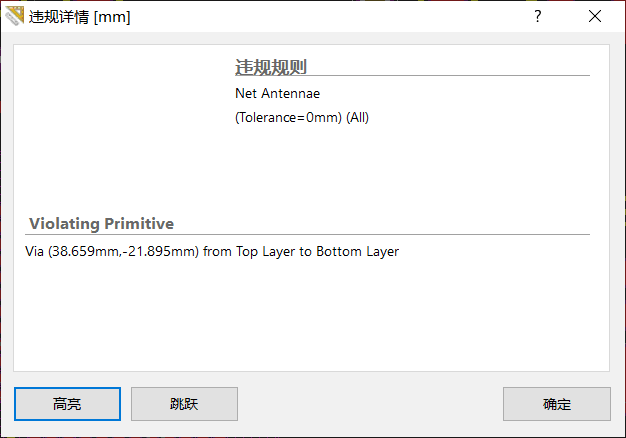 违规详情 [mm]
?
违规规则
Net Antennae
(Tolerance=0mm) (All)
Violating Primitive
Via (38.659mm,-21.895mm) from Top Layer to Bottom Layer
高亮
跳跃
确定